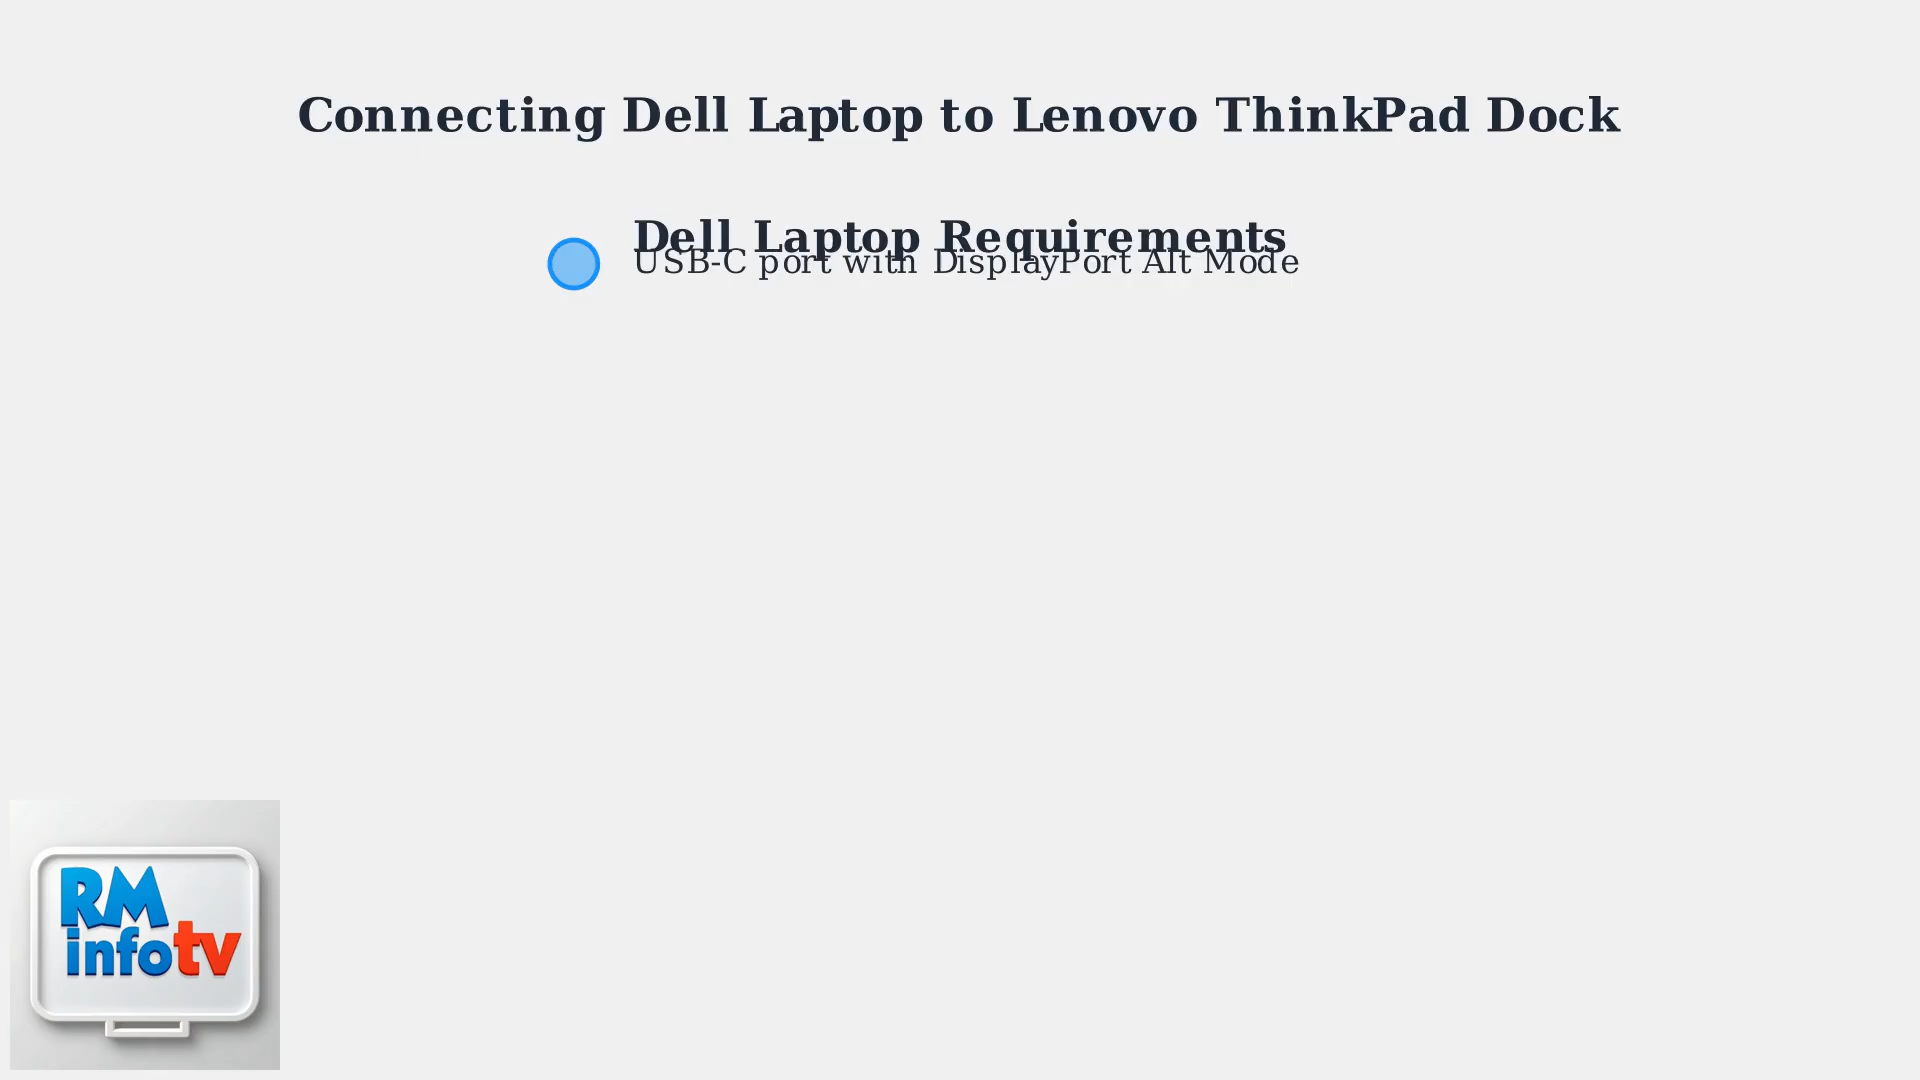 Connecting Dell Laptop to Lenovo ThinkPad Dock
Dell Laptop Requirements
USB-C port with DisplayPort Alt Mode
RM
infotv